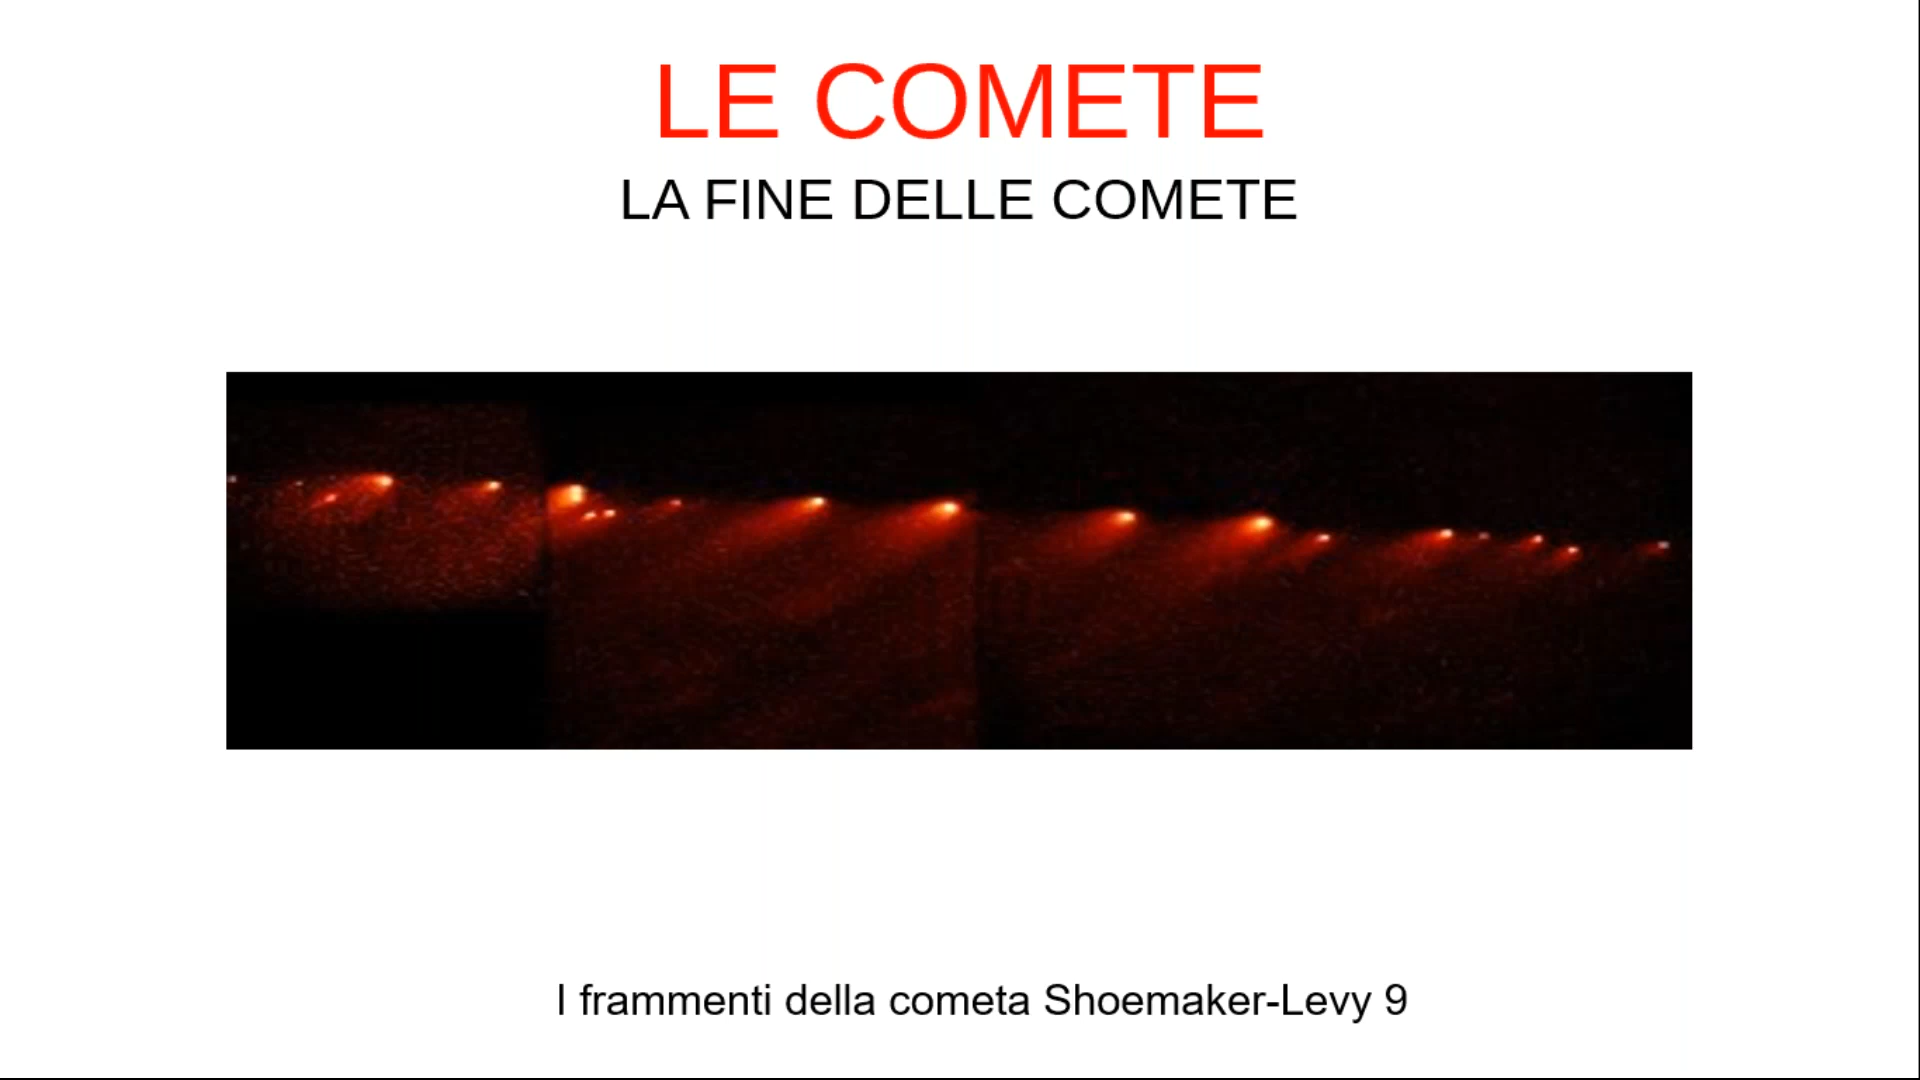 LE COMETE
LA FINE DELLE COMETE
I frammenti della cometa Shoemaker-Levy 9